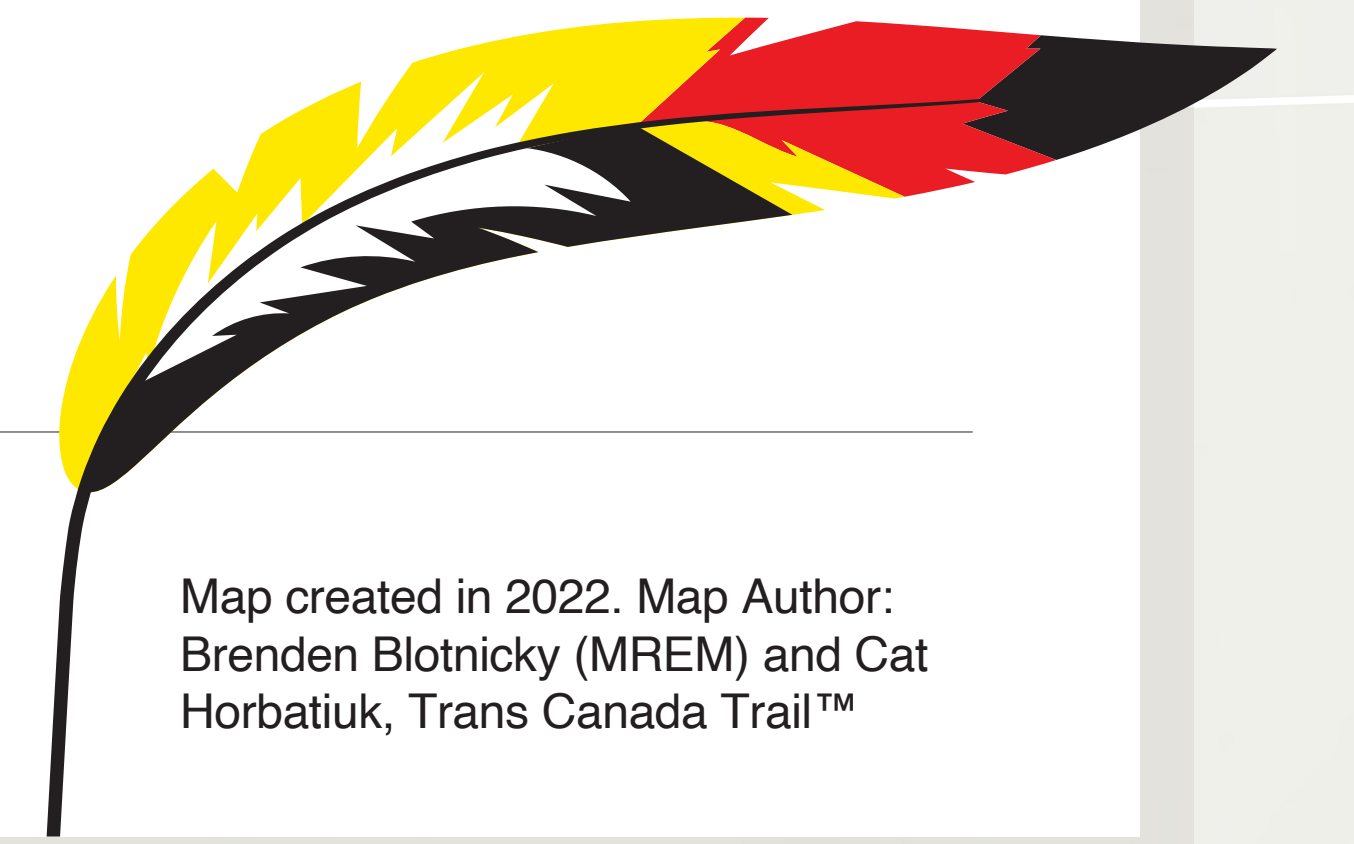 Map created in 2022. Map Author:
Brenden Blotnicky (MREM) and Cat
Horbatiuk, Trans Canada Trail™